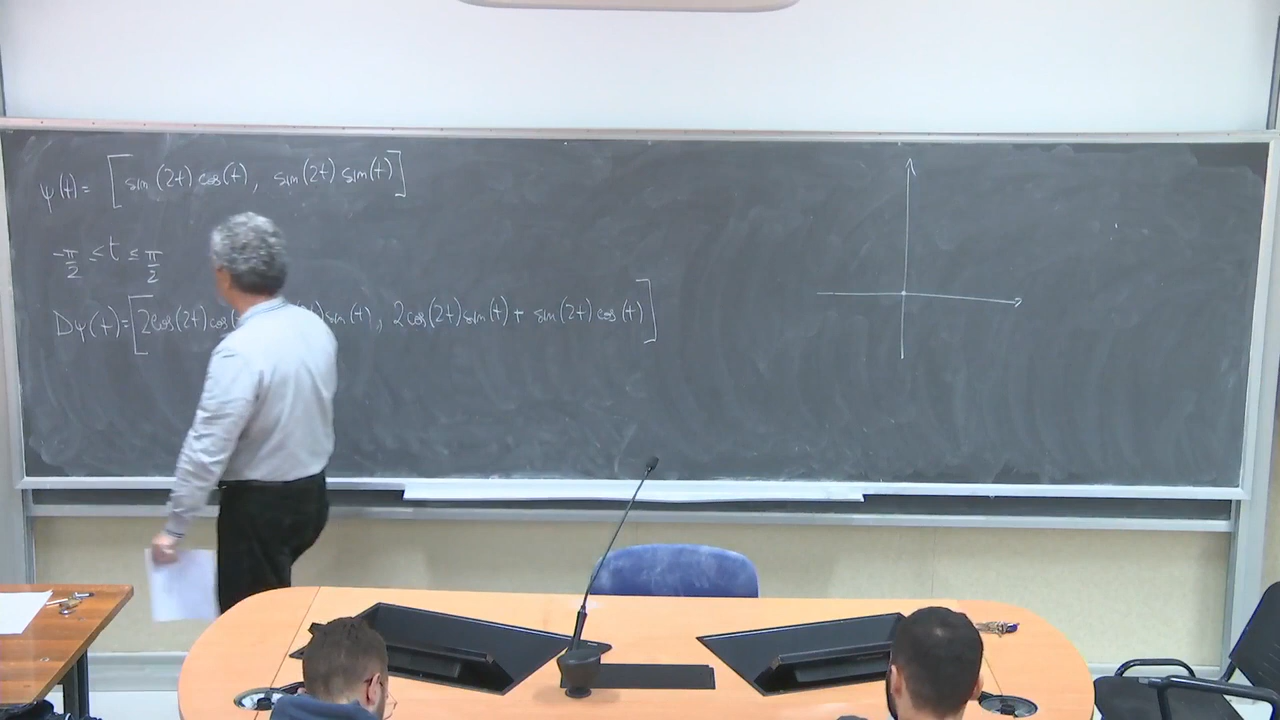 ψ(t) = [ sin(2t) cos(t), sin(2t) sin(t) ]
-π/2 ≤ t ≤ π/2
Dψ(t) = [ 2cos(2t) cos( t) sin(t), 2cos(2t) sin(t) + sin(2t) cos(t) ]